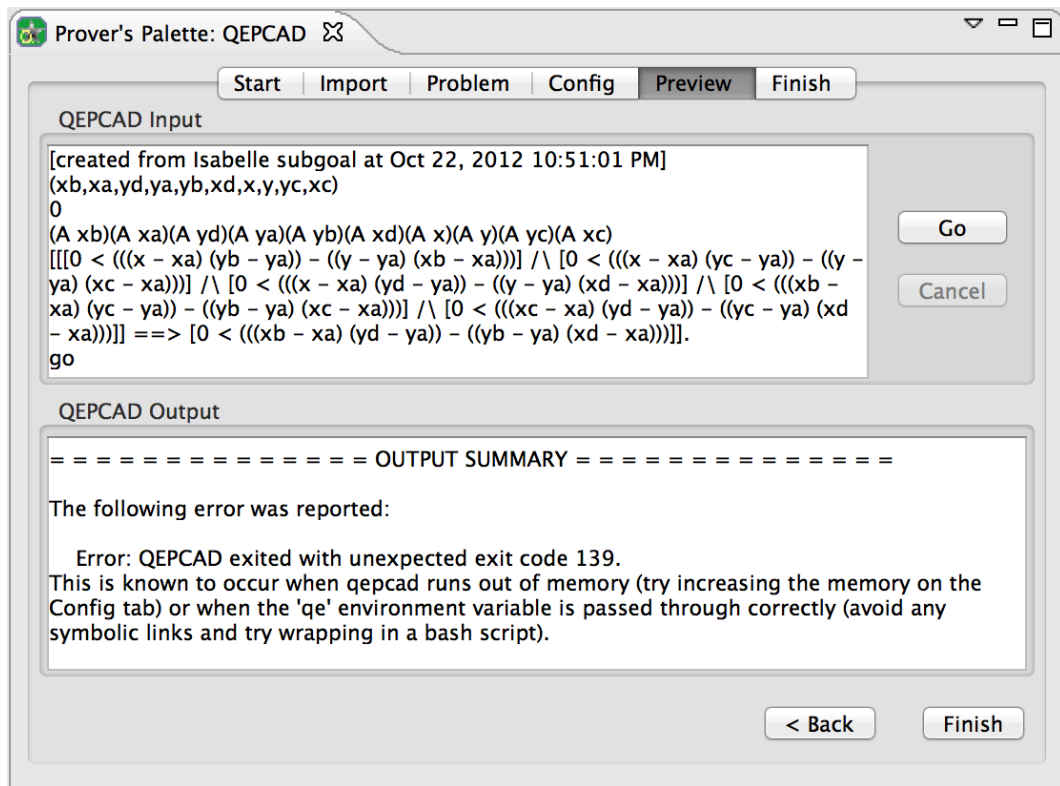 Prover's Palette: QEPCAD
Start Import Problem Config Preview Finish
QEPCAD Input
[created from Isabelle subgoal at Oct 22, 2012 10:51:01 PM]
(xb,xa,yd,ya,yb,xd,x,y,yc,xc)
0
(A xb)(A xa)(A yd)(A ya)(A yb)(A xd)(A x)(A y)(A yc)(A xc)
[[[0 < (((x – xa) (yb – ya)) – ((y – ya) (xb – xa)))] /\ [0 < (((x – xa) (yc – ya)) – ((y –
ya) (xc – xa)))] /\ [0 < (((x – xa) (yd – ya)) – ((y – ya) (xd – xa)))] /\ [0 < (((xb –
xa) (yc – ya)) – ((yb – ya) (xc – xa)))] /\ [0 < (((xc – xa) (yd – ya)) – ((yc – ya) (xd
– xa)))]] ==> [0 < (((xb – xa) (yd – ya)) – ((yb – ya) (xd – xa)))]].
go
Go
Cancel
QEPCAD Output
= = = = = = = = = = = = = = OUTPUT SUMMARY = = = = = = = = = = = = = =
The following error was reported:
Error: QEPCAD exited with unexpected exit code 139.
This is known to occur when qepcad runs out of memory (try increasing the memory on the
Config tab) or when the 'qe' environment variable is passed through correctly (avoid any
symbolic links and try wrapping in a bash script).
< Back Finish